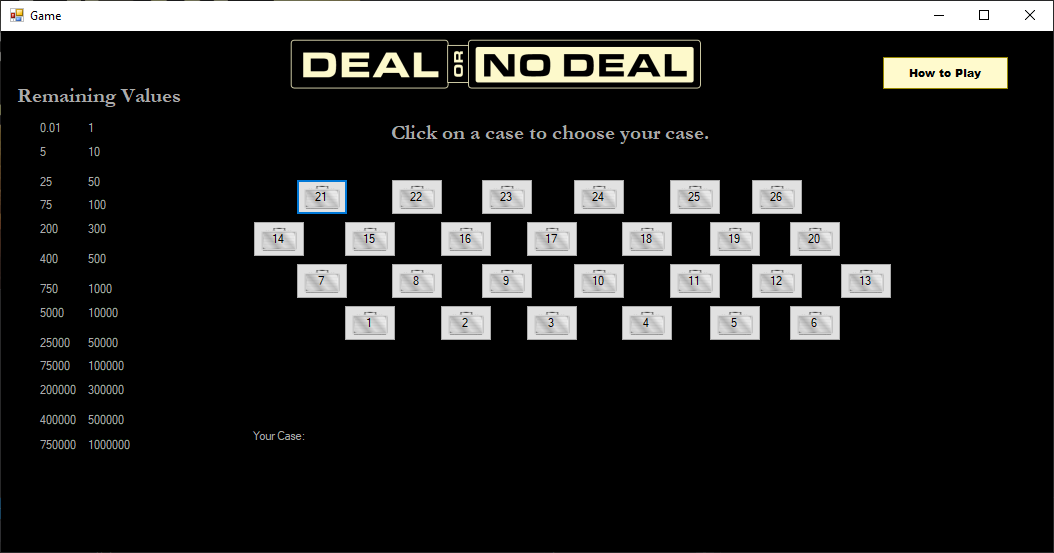 Game
DEAL OR NO DEAL
How to Play
Remaining Values
Click on a case to choose your case.
0.01 1
5 10
25 50
75 100
200 300
400 500
750 1000
5000 10000
25000 50000
75000 100000
200000 300000
400000 500000
750000 1000000
21 22 23 24 25 26
14 15 16 17 18 19 20
7 8 9 10 11 12 13
1 2 3 4 5 6
Your Case: